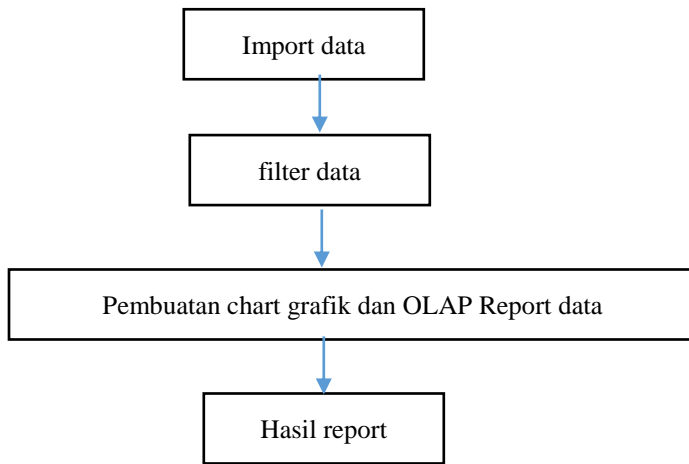 Import data
filter data
Pembuatan chart grafik dan OLAP Report data
Hasil report